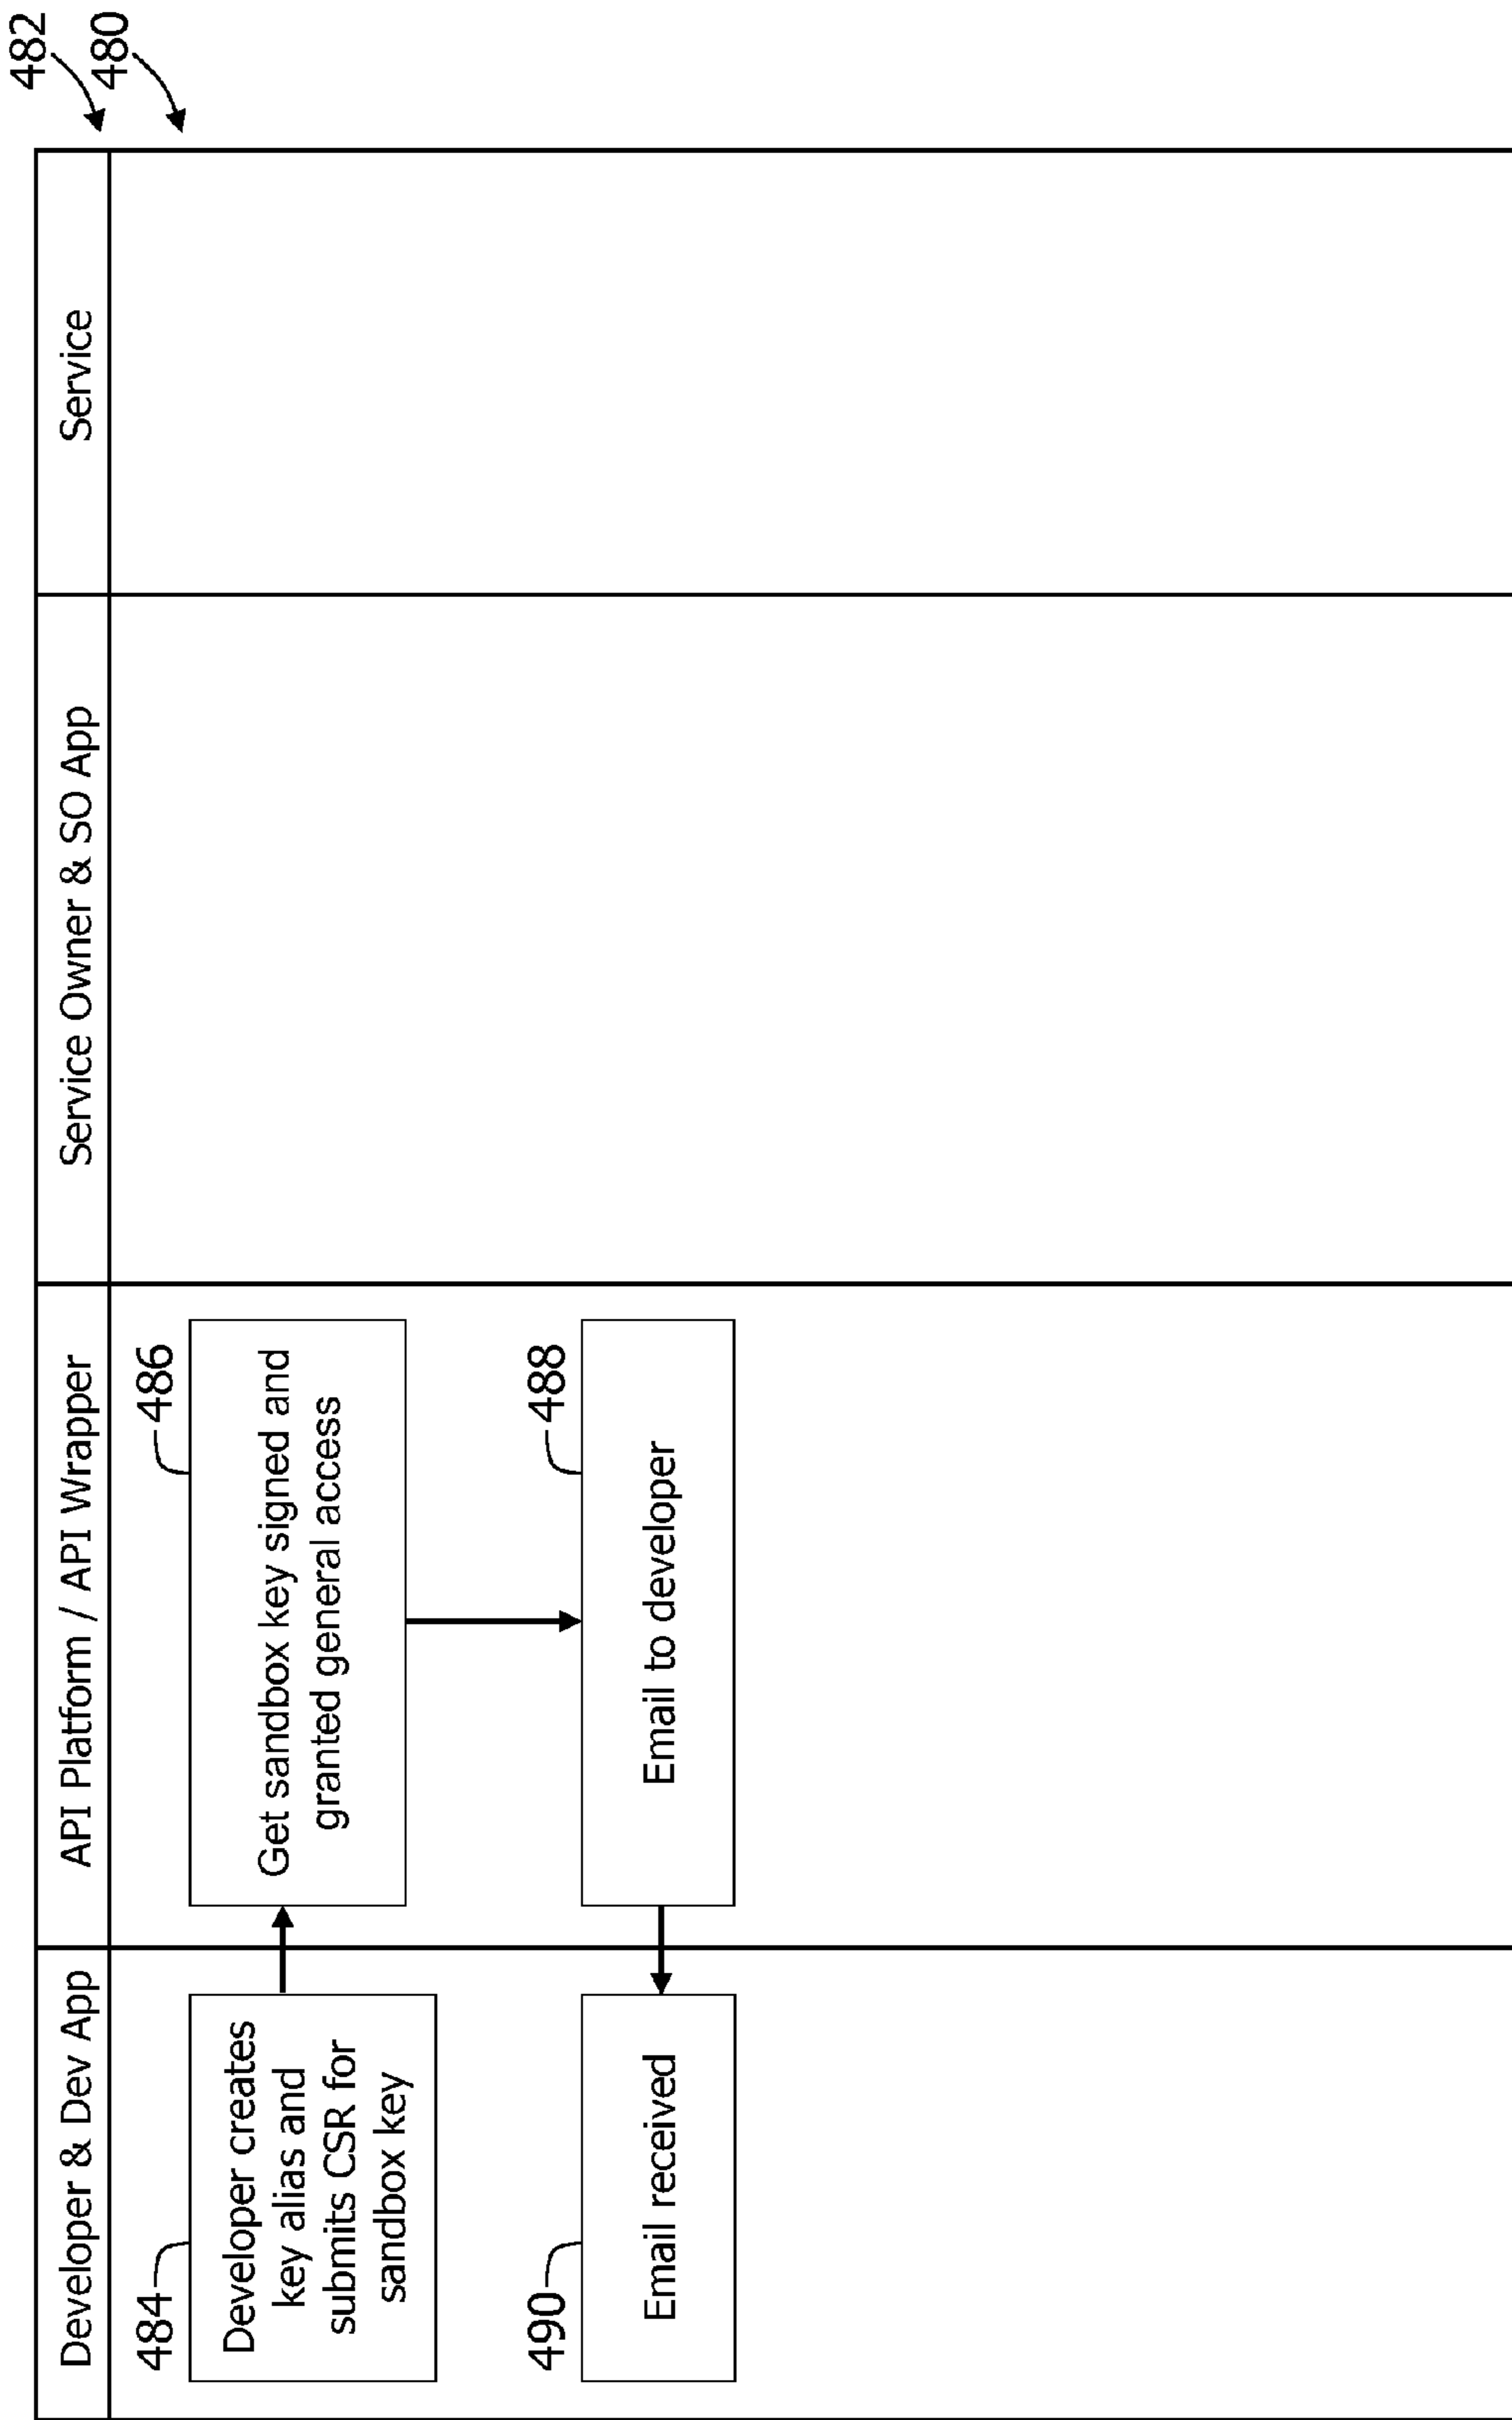 482
480
Developer & Dev App
API Platform / API Wrapper
Service Owner & SO App
Service
484
Developer creates
key alias and
submits CSR for
sandbox key
486
Get sandbox key signed and
granted general access
490
Email received
488
Email to developer